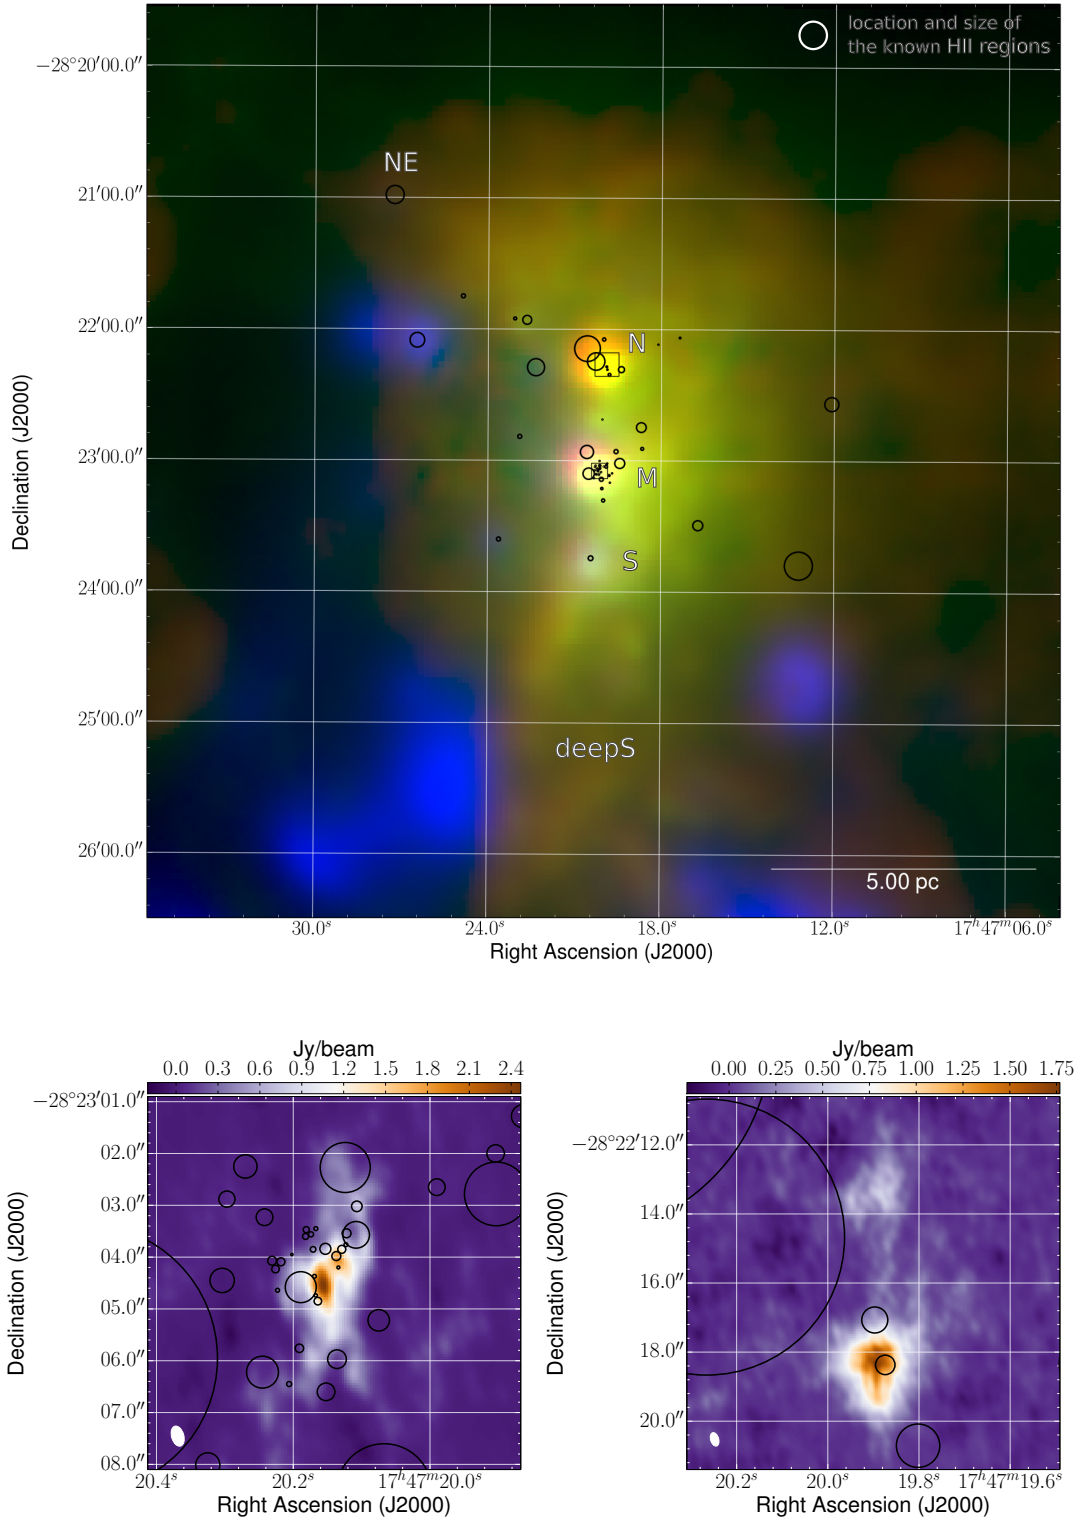 location and size of
the known HII regions
−28°20′00.0″
NE
21′00.0″
22′00.0″
N
23′00.0″
M
S
24′00.0″
25′00.0″
deepS
26′00.0″
5.00 pc
30.0ˢ 24.0ˢ 18.0ˢ 12.0ˢ 17ʰ47ᵐ06.0ˢ
Right Ascension (J2000)
Declination (J2000)
Jy/beam
0.0 0.3 0.6 0.9 1.2 1.5 1.8 2.1 2.4
−28°23′01.0″
02.0″
03.0″
04.0″
05.0″
06.0″
07.0″
08.0″
20.4ˢ 20.2ˢ 17ʰ47ᵐ20.0ˢ
Right Ascension (J2000)
Declination (J2000)
Jy/beam
0.00 0.25 0.50 0.75 1.00 1.25 1.50 1.75
−28°22′12.0″
14.0″
16.0″
18.0″
20.0″
20.2ˢ 20.0ˢ 19.8ˢ 17ʰ47ᵐ19.6ˢ
Right Ascension (J2000)
Declination (J2000)